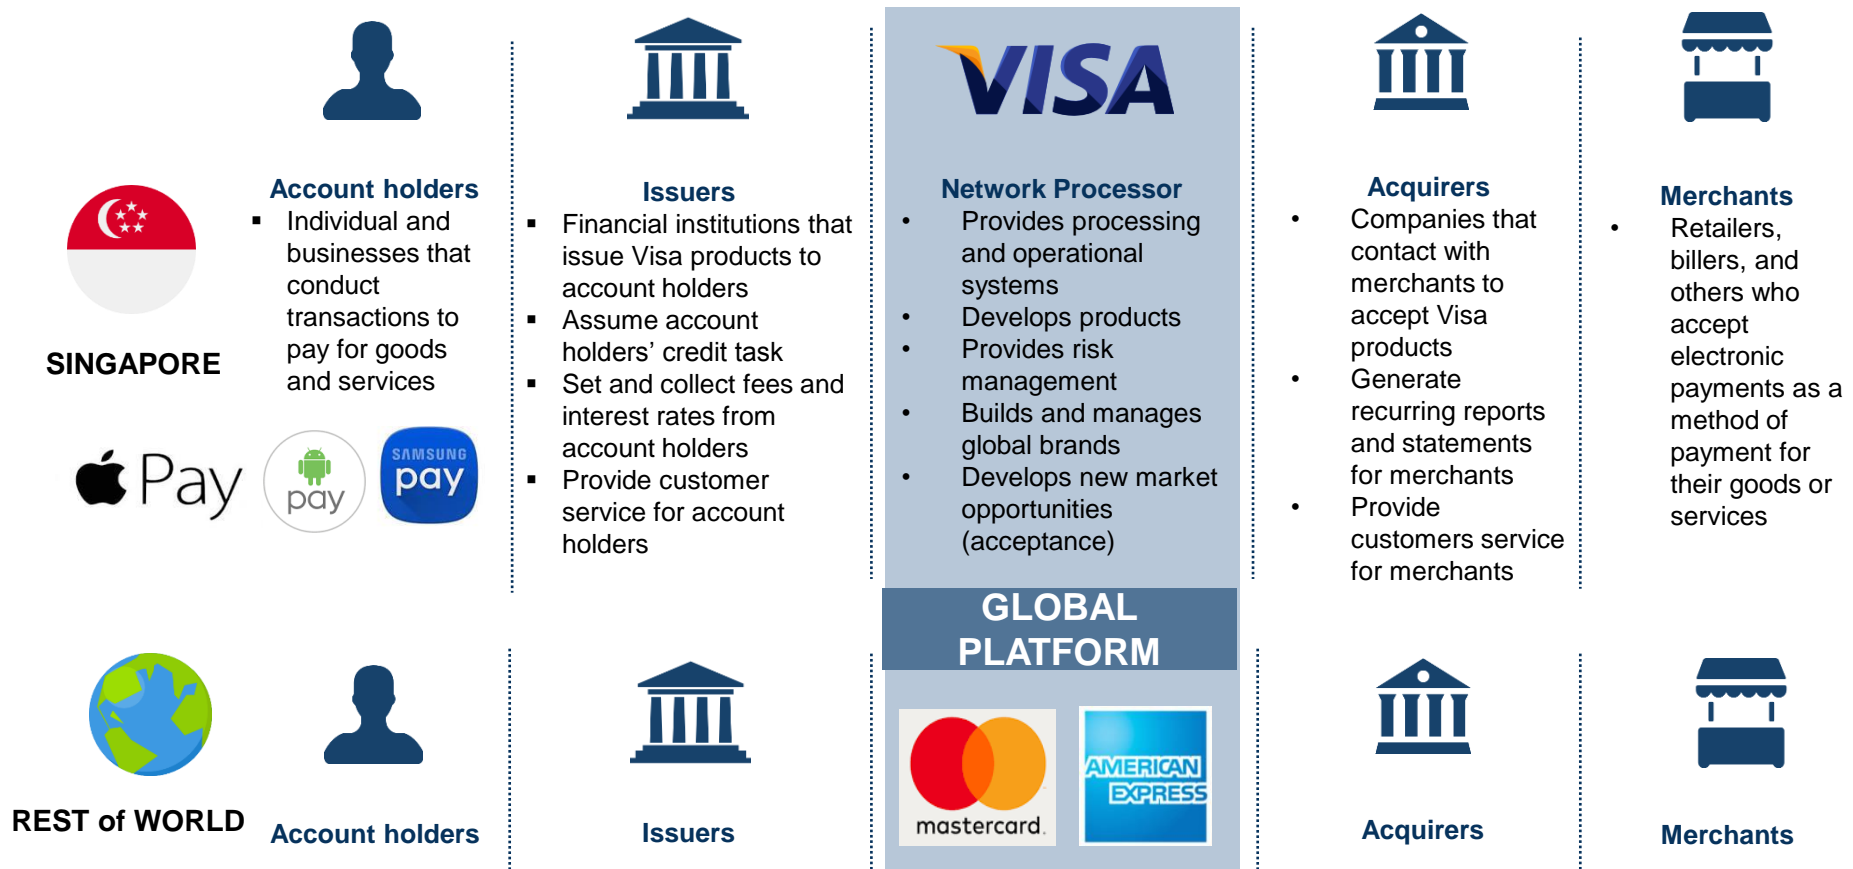 VISA
Account holders
Individual and
businesses that
conduct
transactions to
pay for goods
and services
SINGAPORE
Pay
pay
SAMSUNG
pay
Issuers
Financial institutions that
issue Visa products to
account holders
Assume account
holders’ credit task
Set and collect fees and
interest rates from
account holders
Provide customer
service for account
holders
Network Processor
Provides processing
and operational
systems
Develops products
Provides risk
management
Builds and manages
global brands
Develops new market
opportunities
(acceptance)
Acquirers
Companies that
contact with
merchants to
accept Visa
products
Generate
recurring reports
and statements
for merchants
Provide
customers service
for merchants
Merchants
Retailers,
billers, and
others who
accept
electronic
payments as a
method of
payment for
their goods or
services
GLOBAL
PLATFORM
REST of WORLD
Account holders
Issuers
mastercard.
AMERICAN
EXPRESS
Acquirers
Merchants